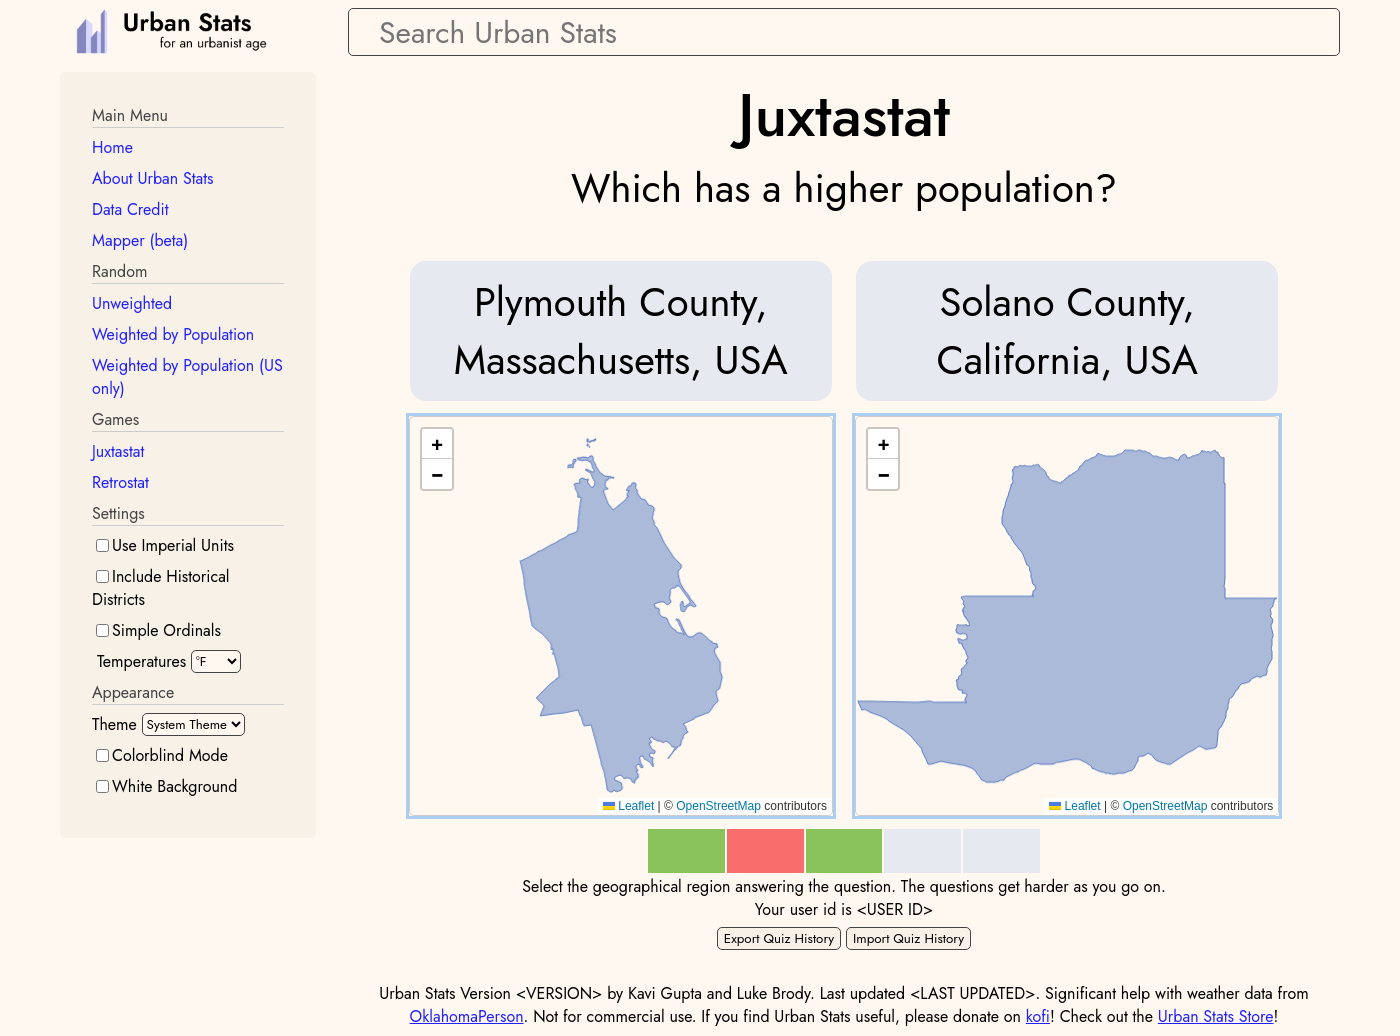 Urban Stats
for an urbanist age
Search Urban Stats
Main Menu
Home
About Urban Stats
Data Credit
Mapper (beta)
Random
Unweighted
Weighted by Population
Weighted by Population (US
only)
Games
Juxtastat
Retrostat
Settings
Use Imperial Units
Include Historical
Districts
Simple Ordinals
Temperatures °F
Appearance
Theme System Theme
Colorblind Mode
White Background
Juxtastat
Which has a higher population?
Plymouth County,
Massachusetts, USA
Solano County,
California, USA
+
−
Leaflet | © OpenStreetMap contributors
+
−
Leaflet | © OpenStreetMap contributors
Select the geographical region answering the question. The questions get harder as you go on.
Your user id is <USER ID>
Export Quiz History Import Quiz History
Urban Stats Version <VERSION> by Kavi Gupta and Luke Brody. Last updated <LAST UPDATED>. Significant help with weather data from
OklahomaPerson. Not for commercial use. If you find Urban Stats useful, please donate on kofi! Check out the Urban Stats Store!